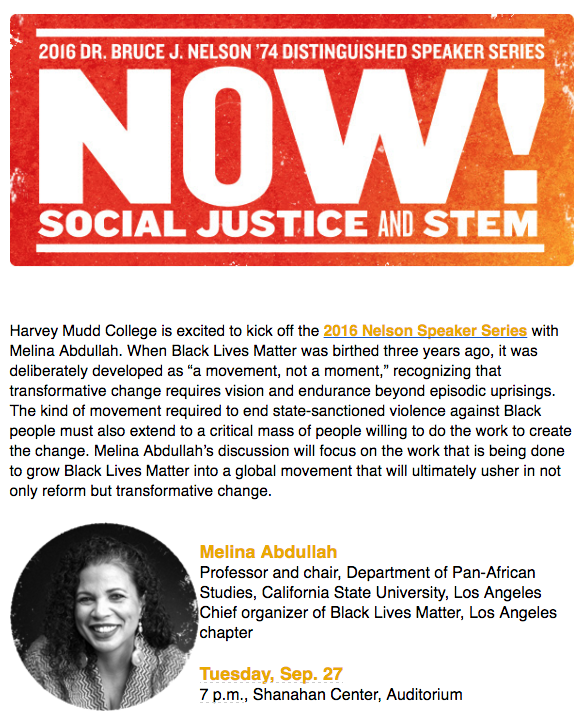 2016 DR. BRUCE J. NELSON '74 DISTINGUISHED SPEAKER SERIES
NOW!
SOCIAL JUSTICE AND STEM
Harvey Mudd College is excited to kick off the 2016 Nelson Speaker Series with
Melina Abdullah. When Black Lives Matter was birthed three years ago, it was
deliberately developed as “a movement, not a moment,” recognizing that
transformative change requires vision and endurance beyond episodic uprisings.
The kind of movement required to end state-sanctioned violence against Black
people must also extend to a critical mass of people willing to do the work to create
the change. Melina Abdullah’s discussion will focus on the work that is being done
to grow Black Lives Matter into a global movement that will ultimately usher in not
only reform but transformative change.
Melina Abdullah
Professor and chair, Department of Pan-African
Studies, California State University, Los Angeles
Chief organizer of Black Lives Matter, Los Angeles
chapter
Tuesday, Sep. 27
7 p.m., Shanahan Center, Auditorium